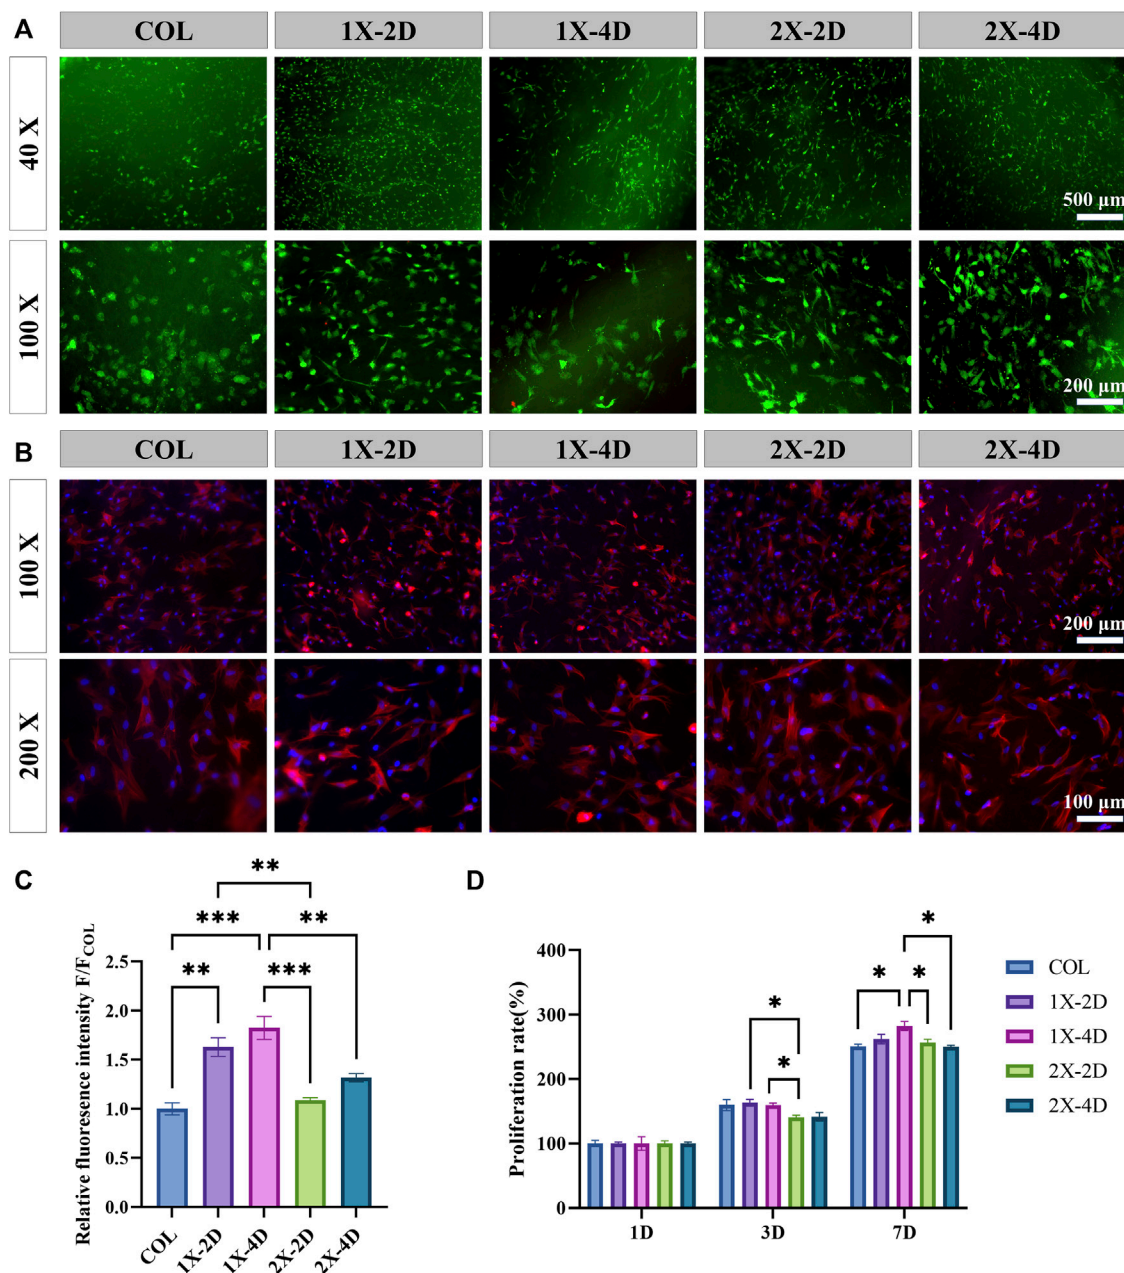 A
COL 1X-2D 1X-4D 2X-2D 2X-4D
40 X
500 µm
100 X
200 µm
B
COL 1X-2D 1X-4D 2X-2D 2X-4D
100 X
200 µm
200 X
100 µm
C
**
*** **
** ***
Relative fluoresence intensity F/FCOL
2.5
2.0
1.5
1.0
0.5
0.0
COL 1X-2D 1X-4D 2X-2D 2X-4D
D
*
* *
*
*
Proliferation rate(%)
400
300
200
100
0
1D 3D 7D
COL
1X-2D
1X-4D
2X-2D
2X-4D